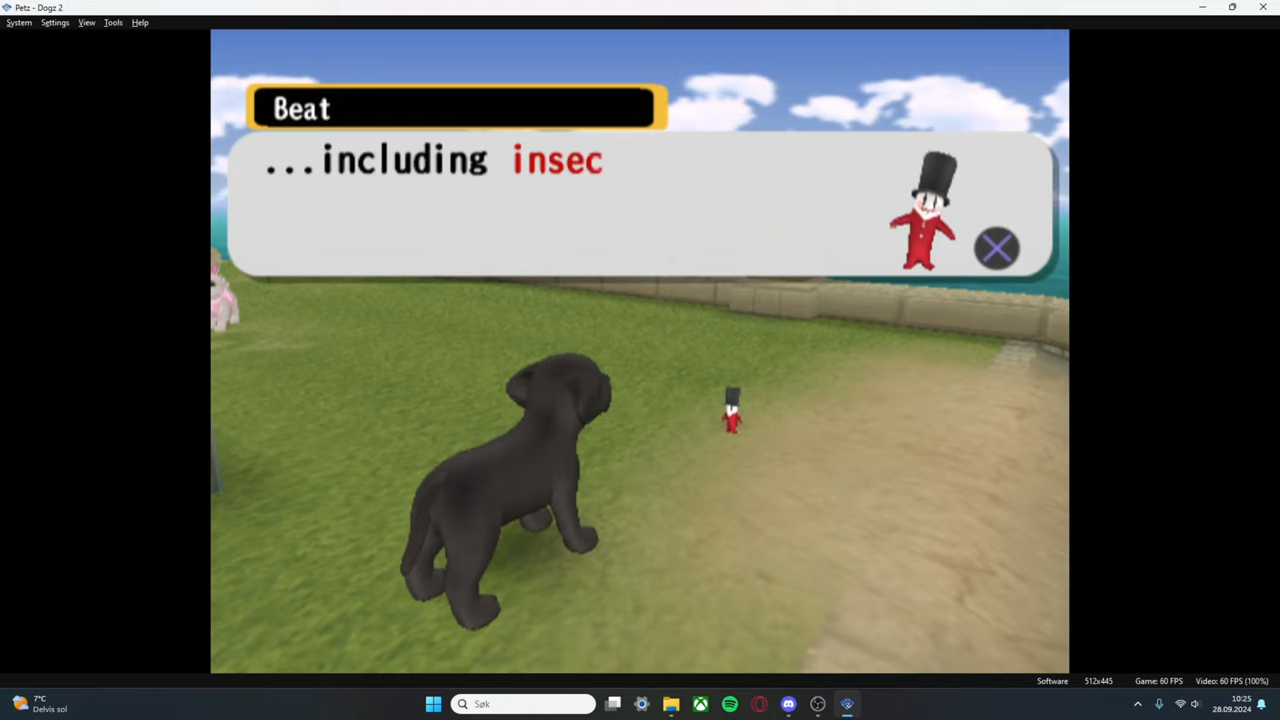 Petz - Dogz 2
System Settings View Tools Help
Beat
...including insec
Software 512x445 Game: 60 FPS Video: 60 FPS (100%)
7°C
Delvis sol
Søk
10:25
28.09.2024